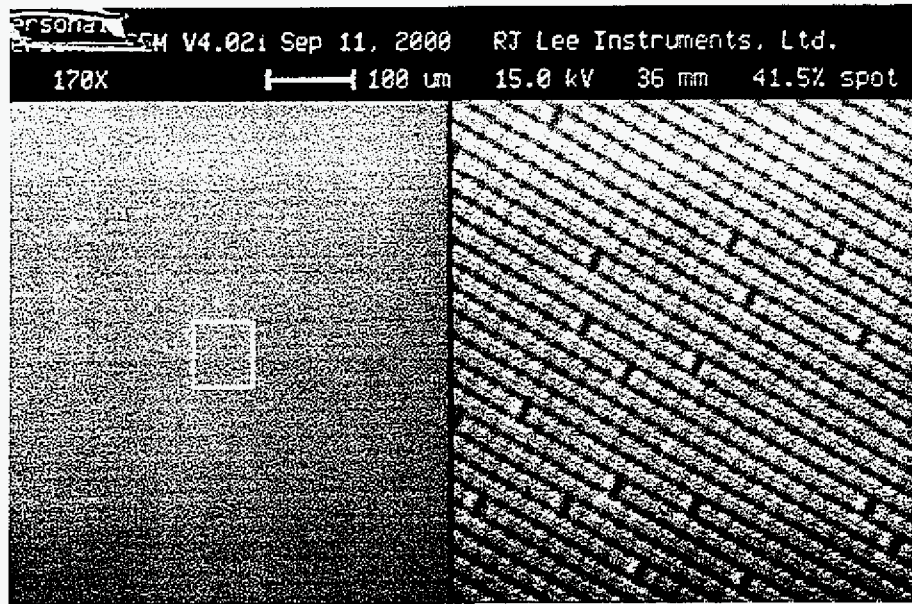 ersonal
SEM V4.02i Sep 11, 2000 RJ Lee Instruments, Ltd.
170X 100 um 15.0 kV 36 mm 41.5% spot